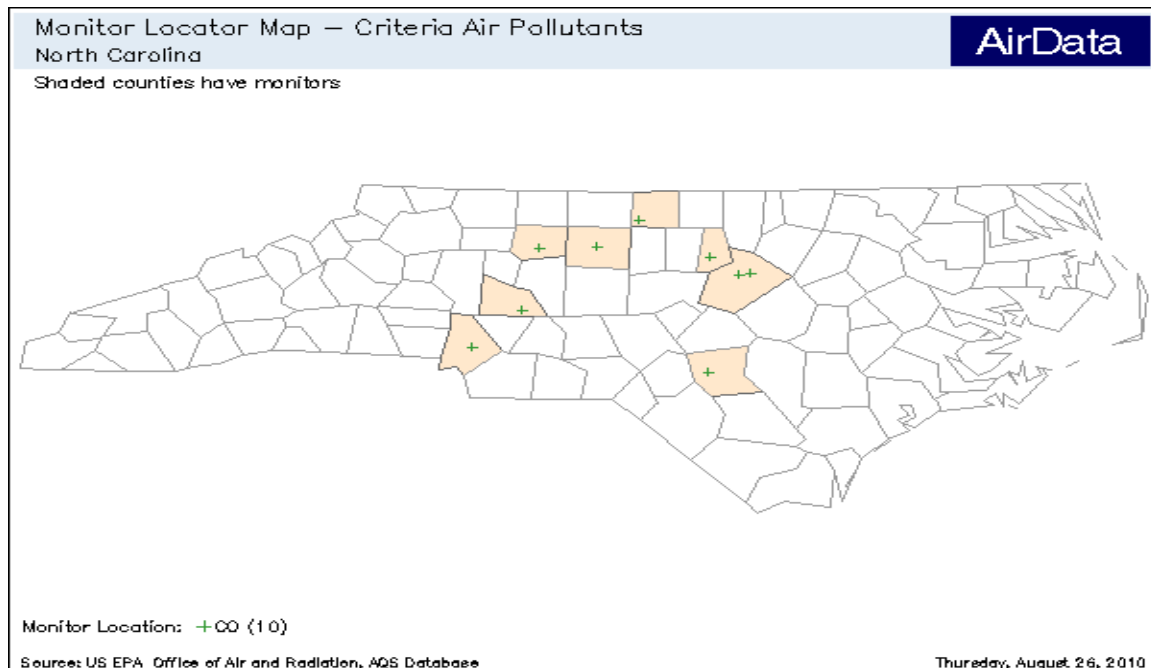 Monitor Locator Map – Criteria Air Pollutants
North Carolina
AirData
Shaded counties have monitors
Monitor Location: +CO (10)
Source: US EPA Office of Air and Radiation, AQS Database
Thursday, August 26, 2010